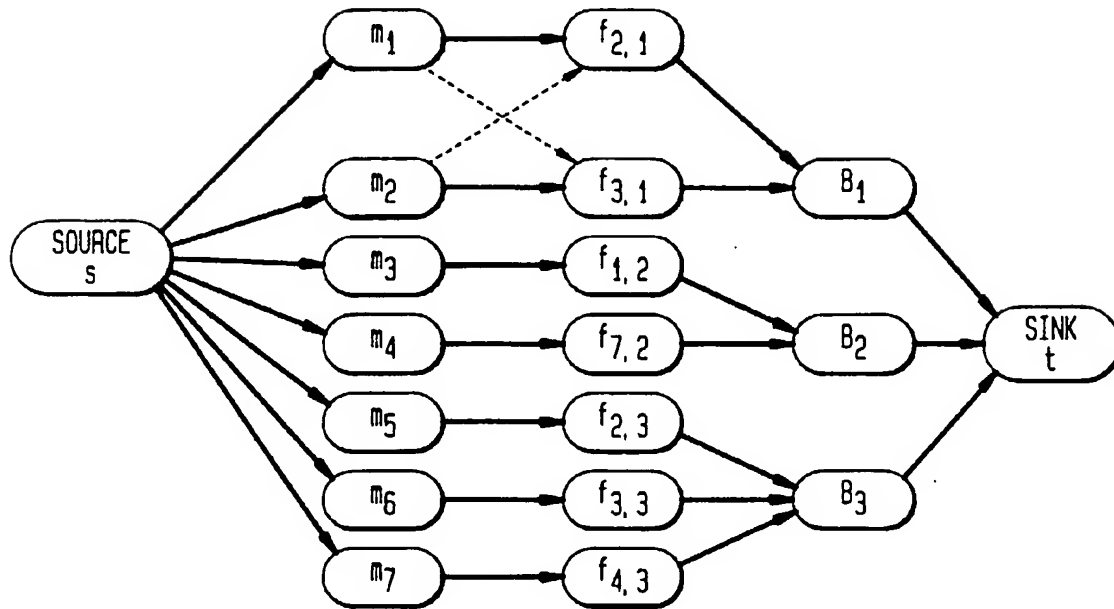 m1
f2,1
m2
f3,1
B1
SOURCE
s
m3
f1,2
m4
f7,2
B2
SINK
t
m5
f2,3
m6
f3,3
B3
m7
f4,3